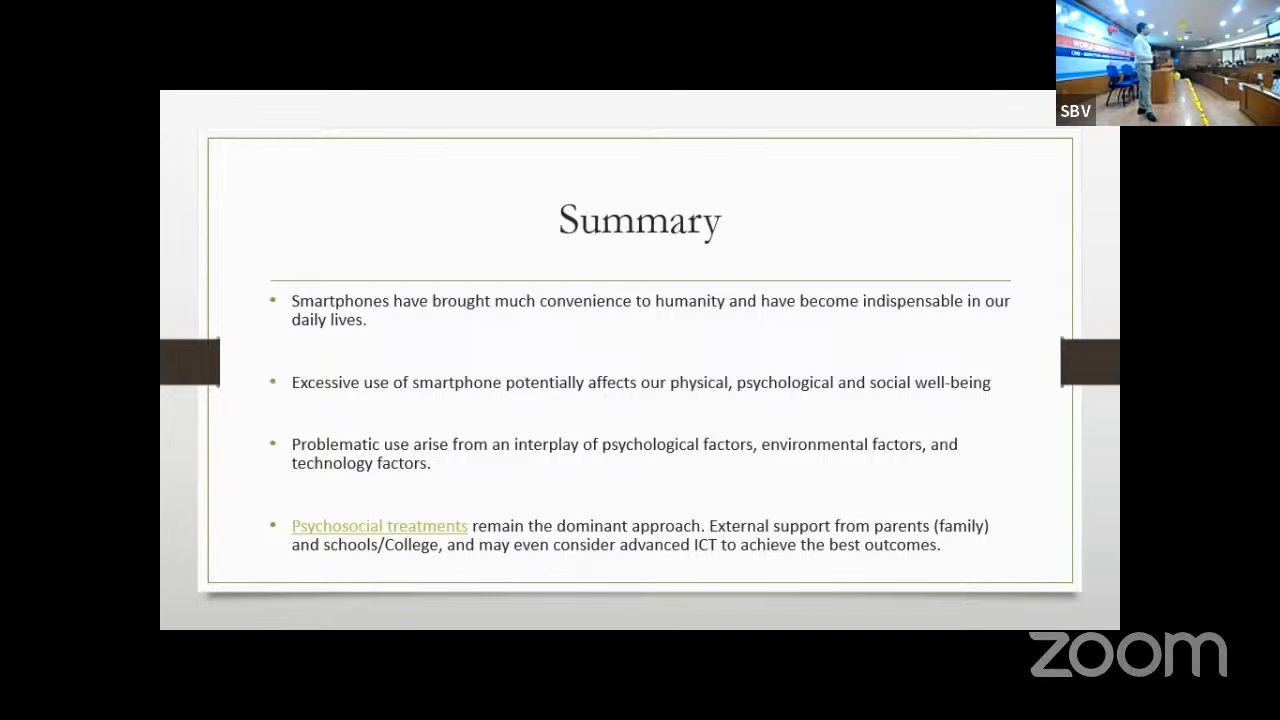 SBV
Summary
• Smartphones have brought much convenience to humanity and have become indispensable in our
daily lives.
• Excessive use of smartphone potentially affects our physical, psychological and social well-being
• Problematic use arise from an interplay of psychological factors, environmental factors, and
technology factors.
• Psychosocial treatments remain the dominant approach. External support from parents (family)
and schools/College, and may even consider advanced ICT to achieve the best outcomes.
zoom